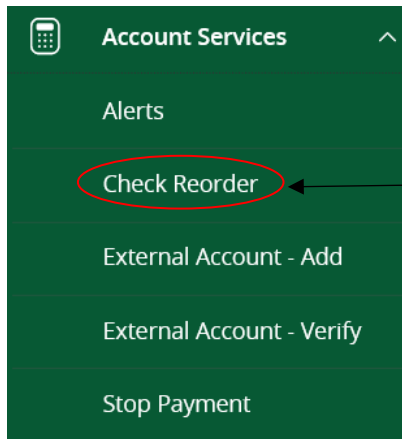 Account Services
Alerts
Check Reorder
External Account - Add
External Account - Verify
Stop Payment